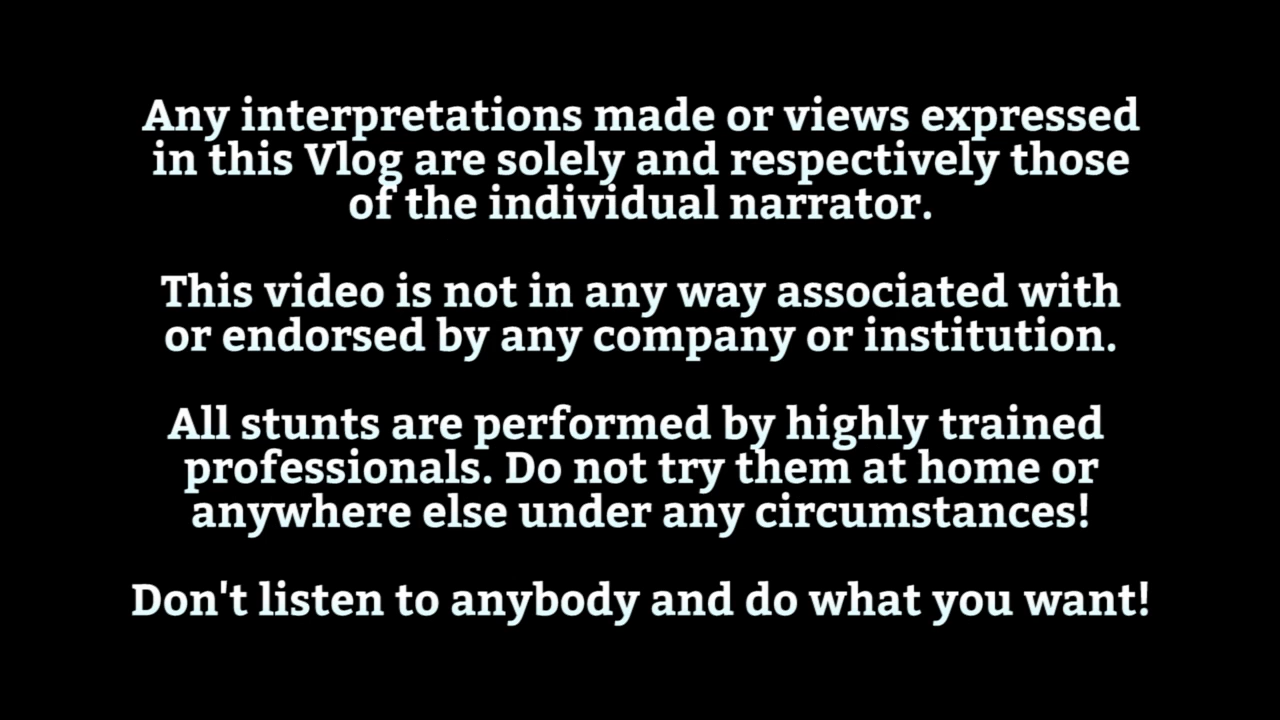 Any interpretations made or views expressed
in this Vlog are solely and respectively those
of the individual narrator.
This video is not in any way associated with
or endorsed by any company or institution.
All stunts are performed by highly trained
professionals. Do not try them at home or
anywhere else under any circumstances!
Don't listen to anybody and do what you want!